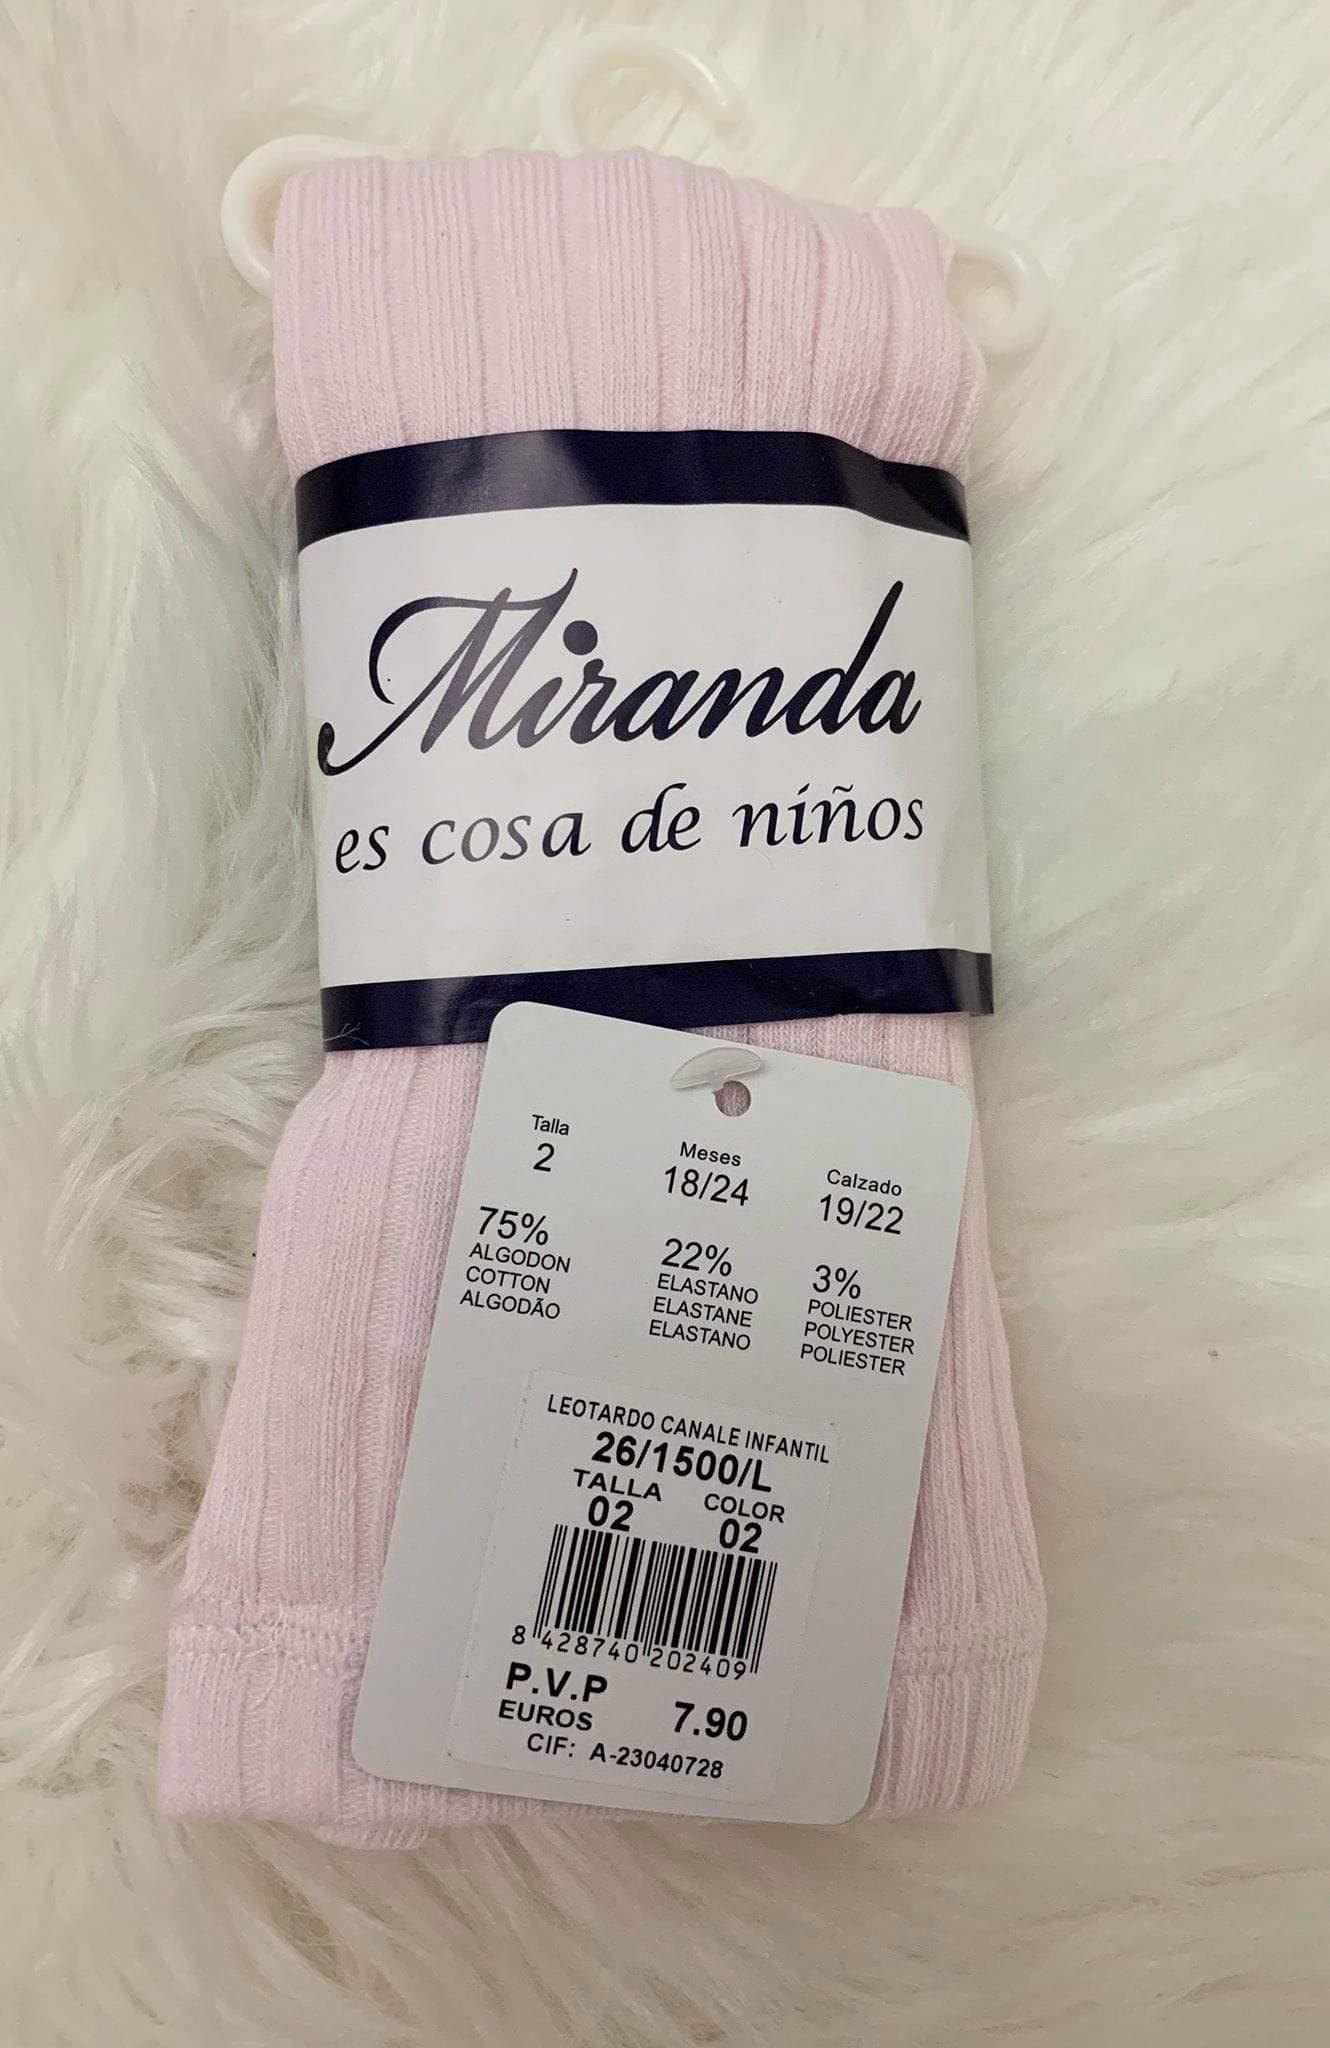 Miranda
es cosa de niños
Talla
2
Meses
18/24
Calzado
19/22
75%
ALGODON
COTTON
ALGODÃO
22%
ELASTANO
ELASTANE
ELASTANO
3%
POLIESTER
POLYESTER
POLIESTER
LEOTARDO CANALE INFANTIL
26/1500/L
TALLA COLOR
02 02
8 428740 202409
P.V.P
EUROS 7.90
CIF: A-23040728